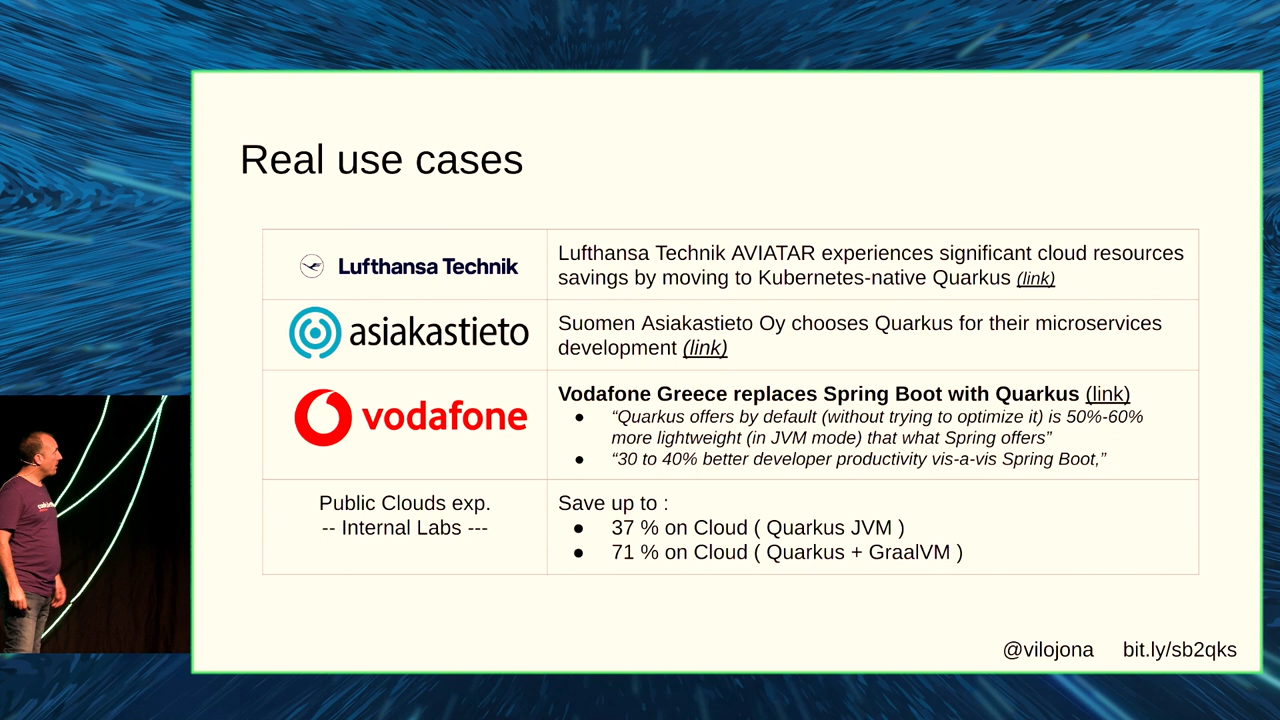 Real use cases
Lufthansa Technik
Lufthansa Technik AVIATAR experiences significant cloud resources
savings by moving to Kubernetes-native Quarkus (link)
asiakastieto
Suomen Asiakastieto Oy chooses Quarkus for their microservices
development (link)
vodafone
Vodafone Greece replaces Spring Boot with Quarkus (link)
● “Quarkus offers by default (without trying to optimize it) is 50%-60%
more lightweight (in JVM mode) that what Spring offers”
● “30 to 40% better developer productivity vis-a-vis Spring Boot,”
Public Clouds exp.
-- Internal Labs ---
Save up to :
● 37 % on Cloud ( Quarkus JVM )
● 71 % on Cloud ( Quarkus + GraalVM )
@vilojona bit.ly/sb2qks